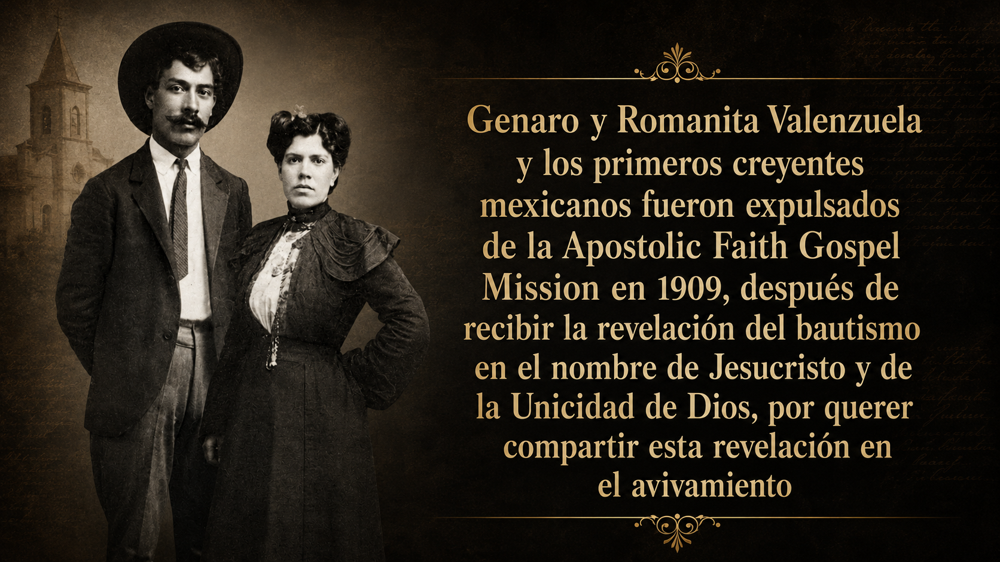 Genaro y Romanita Valenzuela
y los primeros creyentes
mexicanos fueron expulsados
de la Apostolic Faith Gospel
Mission en 1909, después de
recibir la revelación del bautismo
en el nombre de Jesucristo y de
la Unicidad de Dios, por querer
compartir esta revelación en
el avivamiento